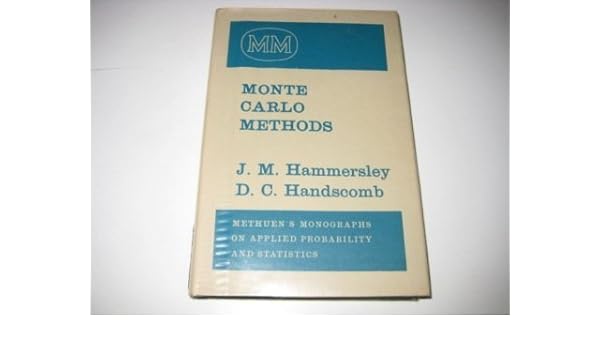 MM
MONTE
CARLO
METHODS
J. M. Hammersley
D. C. Handscomb
METHUEN'S MONOGRAPHS
ON APPLIED PROBABILITY
AND STATISTICS